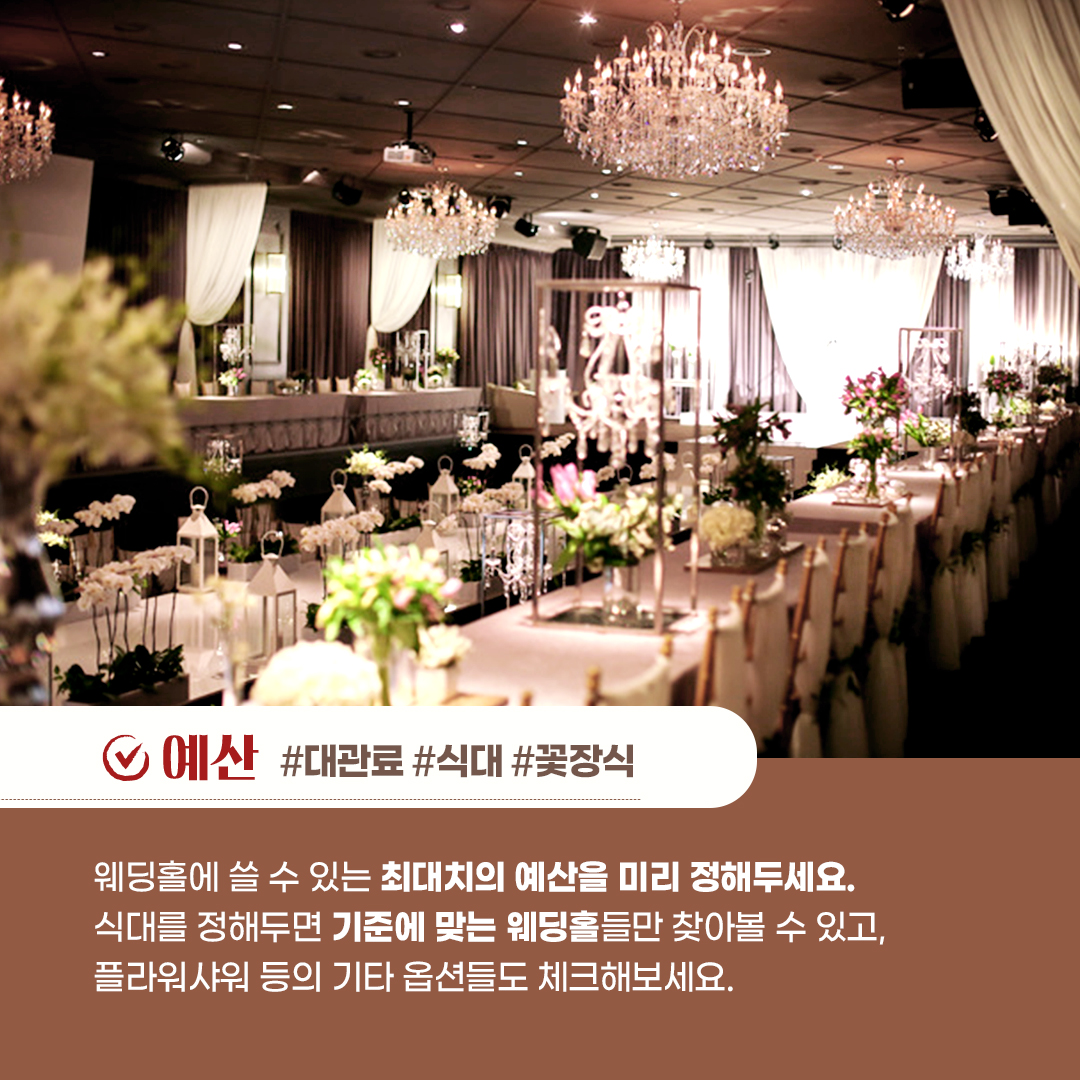 예산 #대관료 #식대 #꽃장식
웨딩홀에 쓸 수 있는 최대치의 예산을 미리 정해두세요.
식대를 정해두면 기준에 맞는 웨딩홀들만 찾아볼 수 있고,
플라워샤워 등의 기타 옵션들도 체크해보세요.